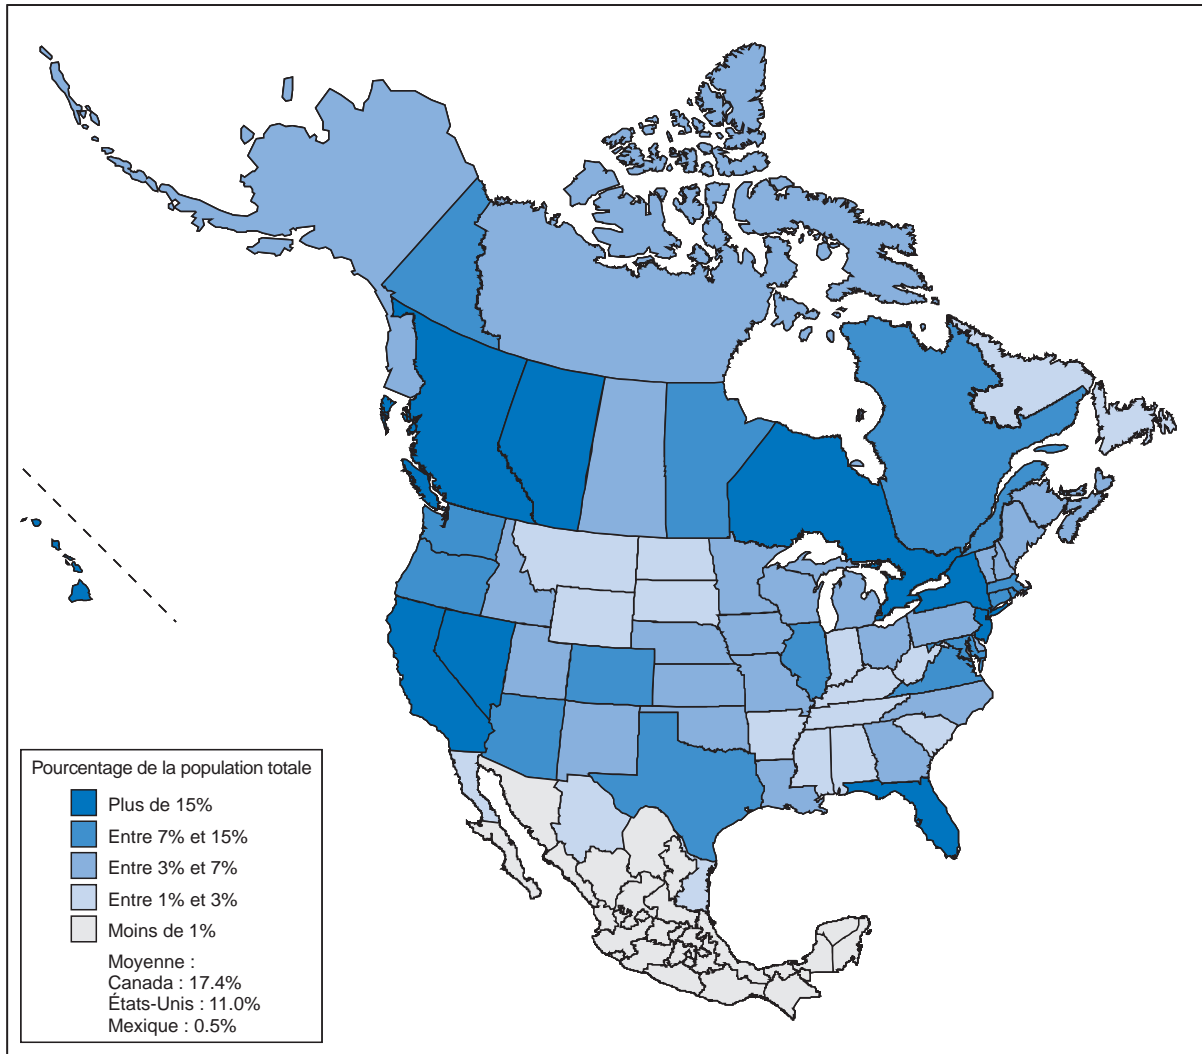 Pourcentage de la population totale
Plus de 15%
Entre 7% et 15%
Entre 3% et 7%
Entre 1% et 3%
Moins de 1%
Moyenne :
Canada : 17.4%
États-Unis : 11.0%
Mexique : 0.5%